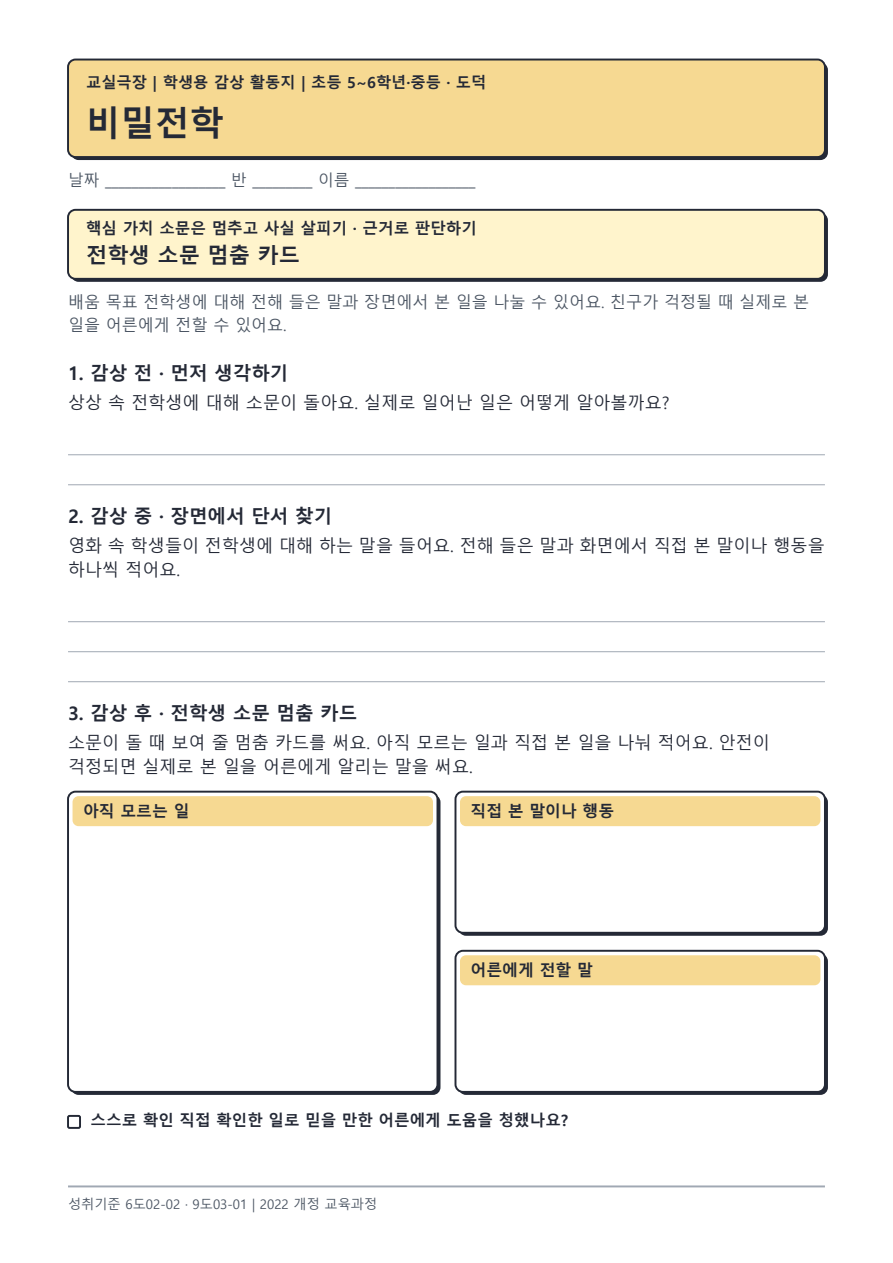 교실극장 | 학생용 감상 활동지 | 초등 5~6학년·중등 · 도덕
비밀전학
날짜 _______________ 반 _______ 이름 _______________
핵심 가치 소문은 멈추고 사실 살피기 · 근거로 판단하기
전학생 소문 멈춤 카드
배움 목표 전학생에 대해 전해 들은 말과 장면에서 본 일을 나눌 수 있어요. 친구가 걱정될 때 실제로 본
일을 어른에게 전할 수 있어요.
1. 감상 전 · 먼저 생각하기
상상 속 전학생에 대해 소문이 돌아요. 실제로 일어난 일은 어떻게 알아볼까요?
2. 감상 중 · 장면에서 단서 찾기
영화 속 학생들이 전학생에 대해 하는 말을 들어요. 전해 들은 말과 화면에서 직접 본 말이나 행동을
하나씩 적어요.
3. 감상 후 · 전학생 소문 멈춤 카드
소문이 돌 때 보여 줄 멈춤 카드를 써요. 아직 모르는 일과 직접 본 일을 나눠 적어요. 안전이
걱정되면 실제로 본 일을 어른에게 알리는 말을 써요.
아직 모르는 일
직접 본 말이나 행동
어른에게 전할 말
스스로 확인 직접 확인한 일로 믿을 만한 어른에게 도움을 청했나요?
성취기준 6도02-02 · 9도03-01 | 2022 개정 교육과정